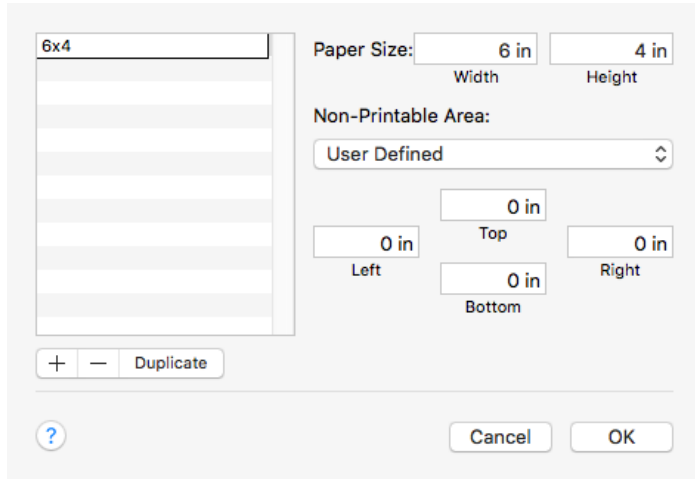 6x4
Paper Size: 6 in 4 in
Width Height
Non-Printable Area:
User Defined
0 in
Top
0 in 0 in
Left Right
0 in
Bottom
+ − Duplicate
? Cancel OK